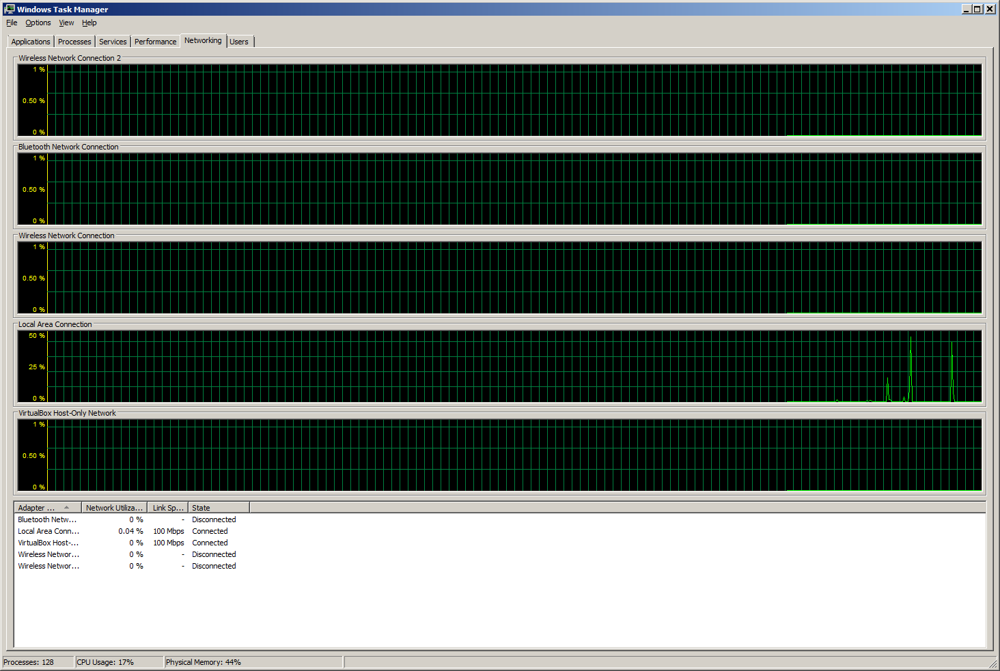 Windows Task Manager
File Options View Help
Applications Processes Services Performance Networking Users
Wireless Network Connection 2
1 %
0.50 %
0 %
Bluetooth Network Connection
1 %
0.50 %
0 %
Wireless Network Connection
1 %
0.50 %
0 %
Local Area Connection
50 %
25 %
0 %
VirtualBox Host-Only Network
1 %
0.50 %
0 %
Adapter ... Network Utiliza... Link Sp... State
Bluetooth Netw... 0 % - Disconnected
Local Area Conn... 0.04 % 100 Mbps Connected
VirtualBox Host-... 0 % 100 Mbps Connected
Wireless Networ... 0 % - Disconnected
Wireless Networ... 0 % - Disconnected
Processes: 128 CPU Usage: 17% Physical Memory: 44%